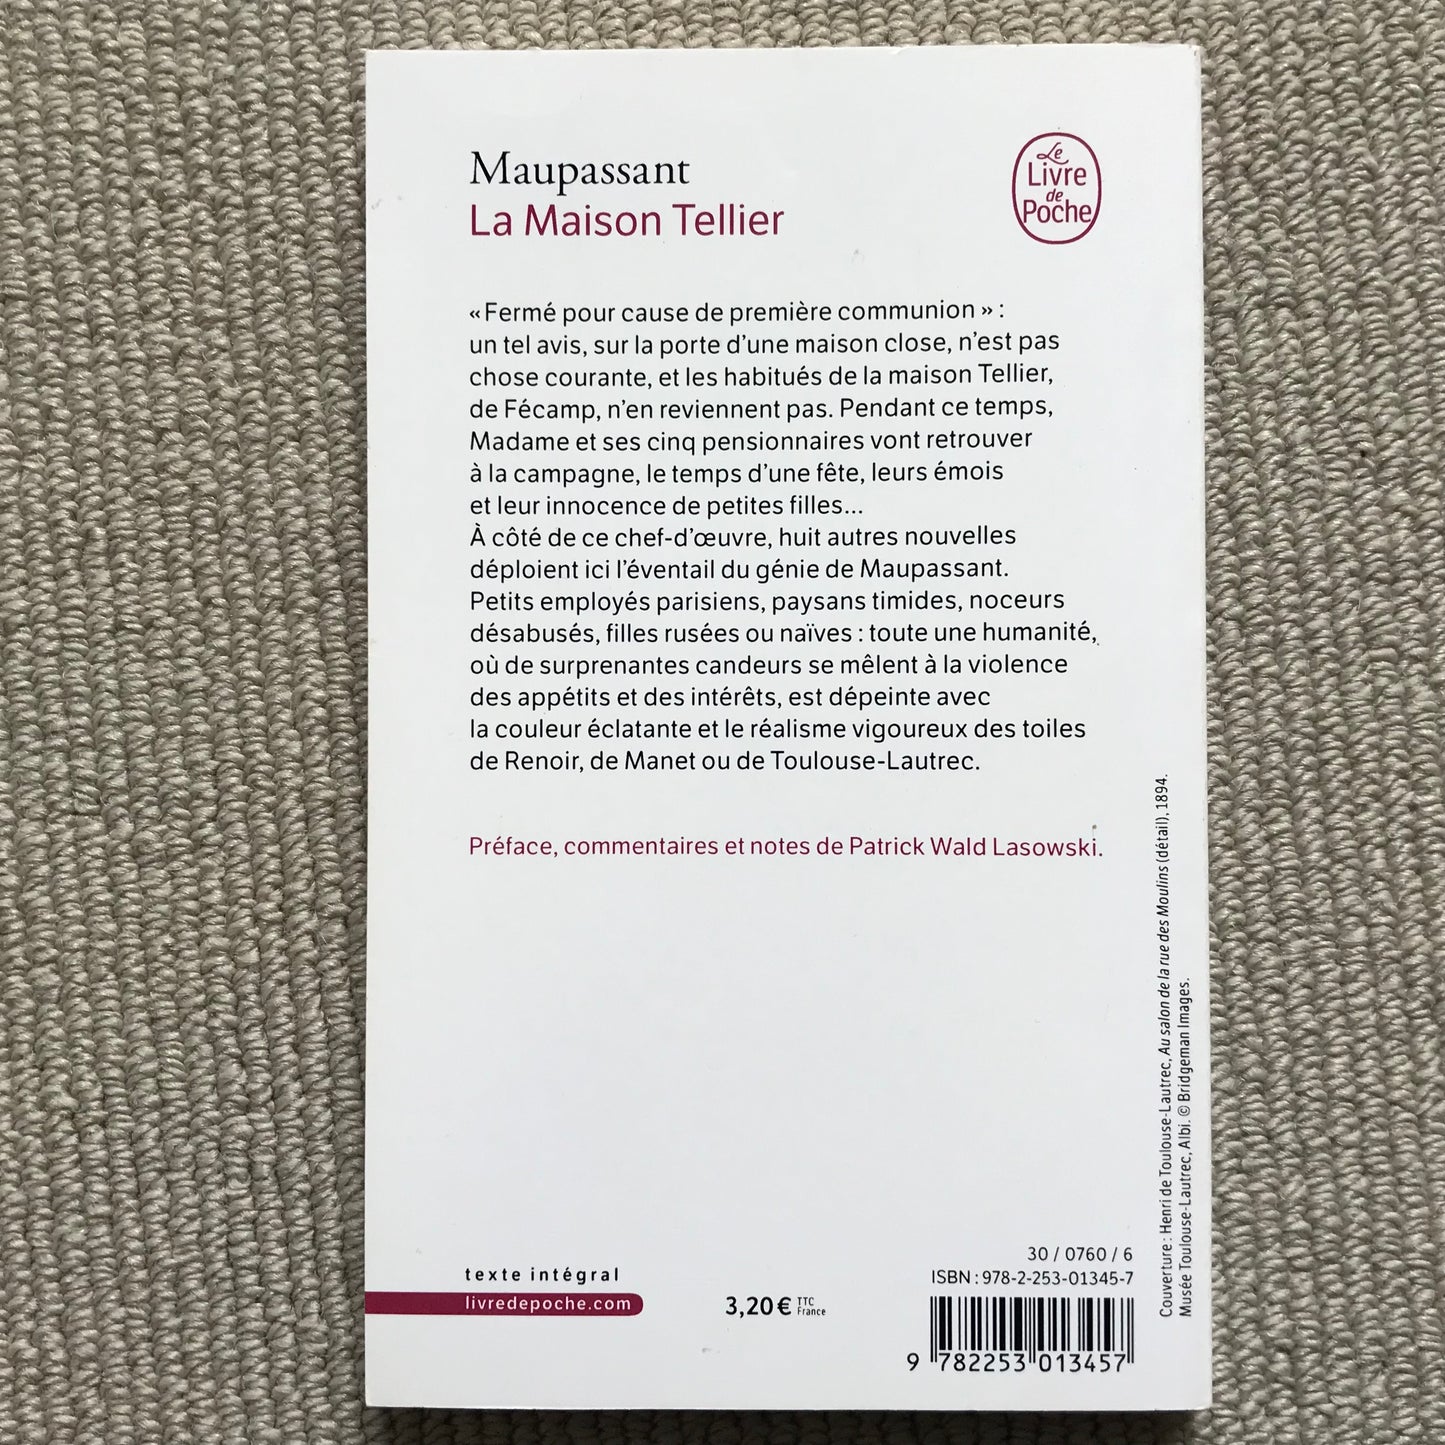 Maupassant
La Maison Tellier
Le
Livre
de
Poche
« Fermé pour cause de première communion » :
un tel avis, sur la porte d’une maison close, n’est pas
chose courante, et les habitués de la maison Tellier,
de Fécamp, n’en reviennent pas. Pendant ce temps,
Madame et ses cinq pensionnaires vont retrouver
à la campagne, le temps d’une fête, leurs émois
et leur innocence de petites filles...
À côté de ce chef-d’œuvre, huit autres nouvelles
déploient ici l’éventail du génie de Maupassant.
Petits employés parisiens, paysans timides, noceurs
désabusés, filles rusées ou naïves : toute une humanité,
où de surprenantes candeurs se mêlent à la violence
des appétits et des intérêts, est dépeinte avec
la couleur éclatante et le réalisme vigoureux des toiles
de Renoir, de Manet ou de Toulouse-Lautrec.
Préface, commentaires et notes de Patrick Wald Lasowski.
Couverture : Henri de Toulouse-Lautrec, Au salon de la rue des Moulins (détail), 1894.
Musée Toulouse-Lautrec, Albi. © Bridgeman Images.
texte intégral
livredepoche.com
3,20 € TTC
France
30 / 0760 / 6
ISBN : 978-2-253-01345-7
9 782253 013457